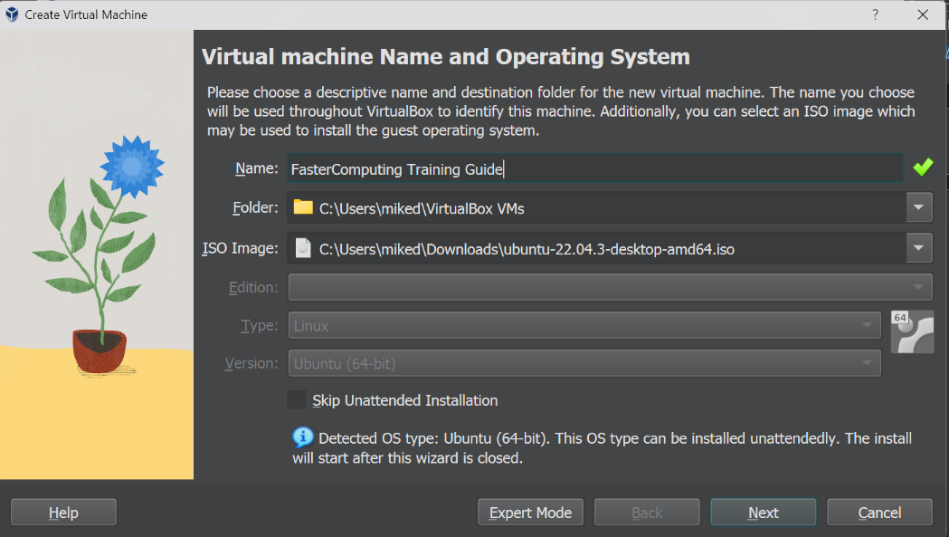 Create Virtual Machine
Virtual machine Name and Operating System
Please choose a descriptive name and destination folder for the new virtual machine. The name you choose
will be used throughout VirtualBox to identify this machine. Additionally, you can select an ISO image which
may be used to install the guest operating system.
Name: FasterComputing Training Guide
Folder: C:\Users\miked\VirtualBox VMs
ISO Image: C:\Users\miked\Downloads\ubuntu-22.04.3-desktop-amd64.iso
Edition:
Type: Linux
64
Version: Ubuntu (64-bit)
Skip Unattended Installation
Detected OS type: Ubuntu (64-bit). This OS type can be installed unattendedly. The install
will start after this wizard is closed.
Help Expert Mode Back Next Cancel